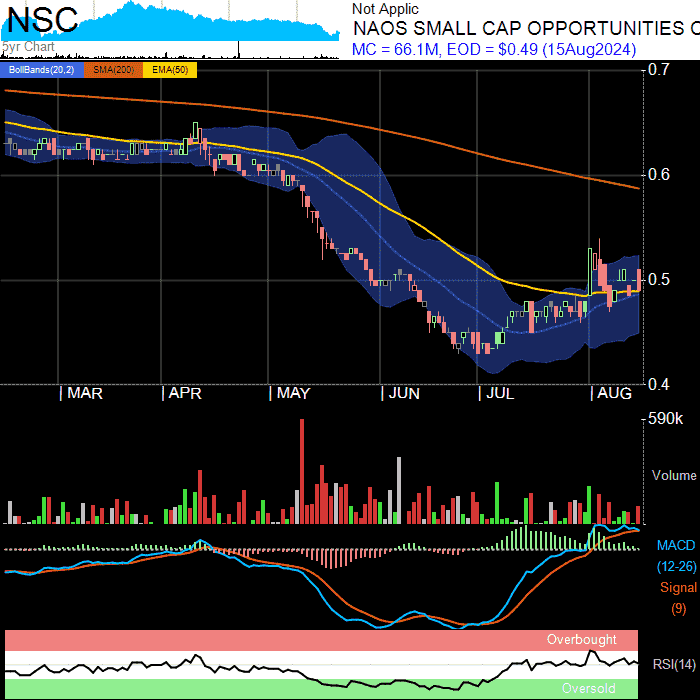 NSC
5yr Chart
Not Applic
NAOS SMALL CAP OPPORTUNITIES C
MC = 66.1M, EOD = $0.49 (15Aug2024)
BollBands(20,2) SMA(200) EMA(50)
0.7
0.6
0.5
0.4
MAR APR MAY JUN JUL AUG
590k
Volume
MACD
(12-26)
Signal
(9)
Overbought
RSI(14)
Oversold